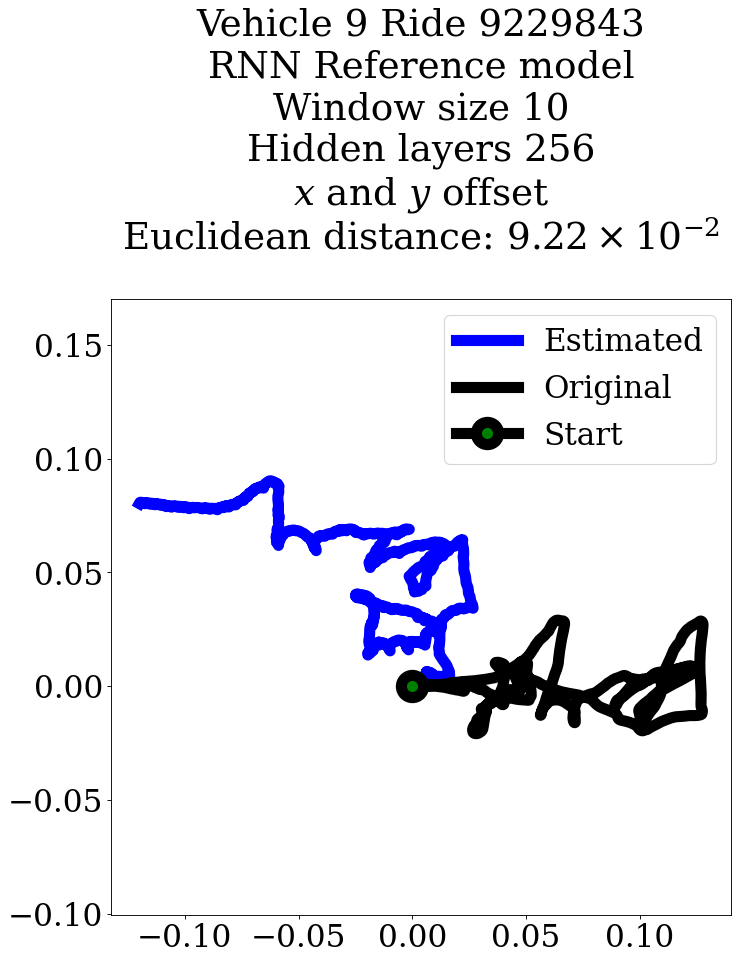 Vehicle 9 Ride 9229843
RNN Reference model
Window size 10
Hidden layers 256
x and y offset
Euclidean distance: 9.22 × 10⁻²
Estimated
Original
Start
0.15
0.10
0.05
0.00
−0.05
−0.10
−0.10 −0.05 0.00 0.05 0.10